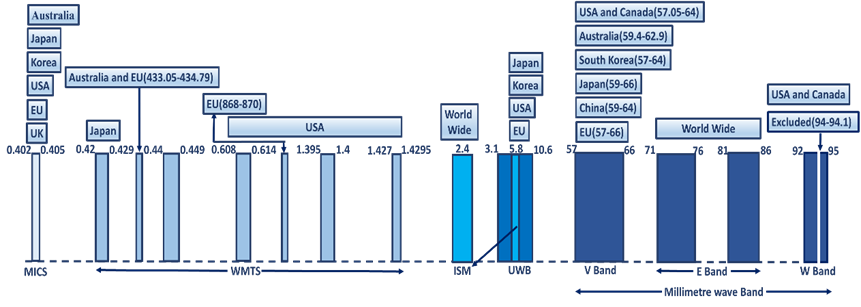 Australia
Japan
Korea
USA
EU
UK
0.402 0.405
MICS
Australia and EU(433.05-434.79)
Japan
0.42 0.429 0.44 0.449
EU(868-870)
USA
0.608 0.614 1.395 1.4 1.427 1.4295
WMTS
World
Wide
2.4
ISM
Japan
Korea
USA
EU
3.1 5.8 10.6
UWB
USA and Canada(57.05-64)
Australia(59.4-62.9)
South Korea(57-64)
Japan(59-66)
China(59-64)
EU(57-66)
57 66
V Band
World Wide
71 76 81 86
E Band
USA and Canada
Excluded(94-94.1)
92 95
W Band
Millimetre wave Band